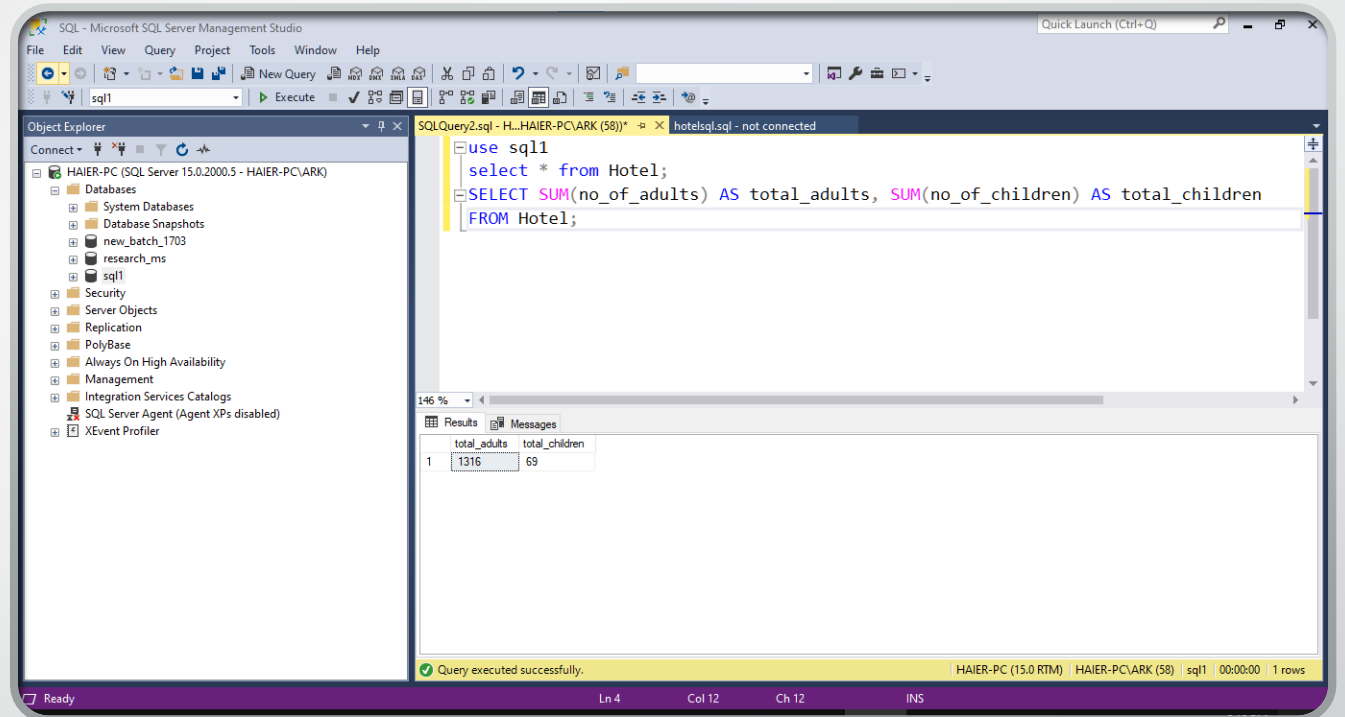 SQL - Microsoft SQL Server Management Studio
Quick Launch (Ctrl+Q)
File Edit View Query Project Tools Window Help
New Query MDX DMX XMLA DAX
sql1 Execute
Object Explorer
Connect
HAIER-PC (SQL Server 15.0.2000.5 - HAIER-PC\ARK)
Databases
System Databases
Database Snapshots
new_batch_1703
research_ms
sql1
Security
Server Objects
Replication
PolyBase
Always On High Availability
Management
Integration Services Catalogs
SQL Server Agent (Agent XPs disabled)
XEvent Profiler
SQLQuery2.sql - H...HAIER-PC\ARK (58))* hotelsql.sql - not connected
use sql1
select * from Hotel;
SELECT SUM(no_of_adults) AS total_adults, SUM(no_of_children) AS total_children
FROM Hotel;
146 %
Results Messages
total_adults total_children
1 1316 69
Query executed successfully. HAIER-PC (15.0 RTM) HAIER-PC\ARK (58) sql1 00:00:00 1 rows
Ready Ln 4 Col 12 Ch 12 INS